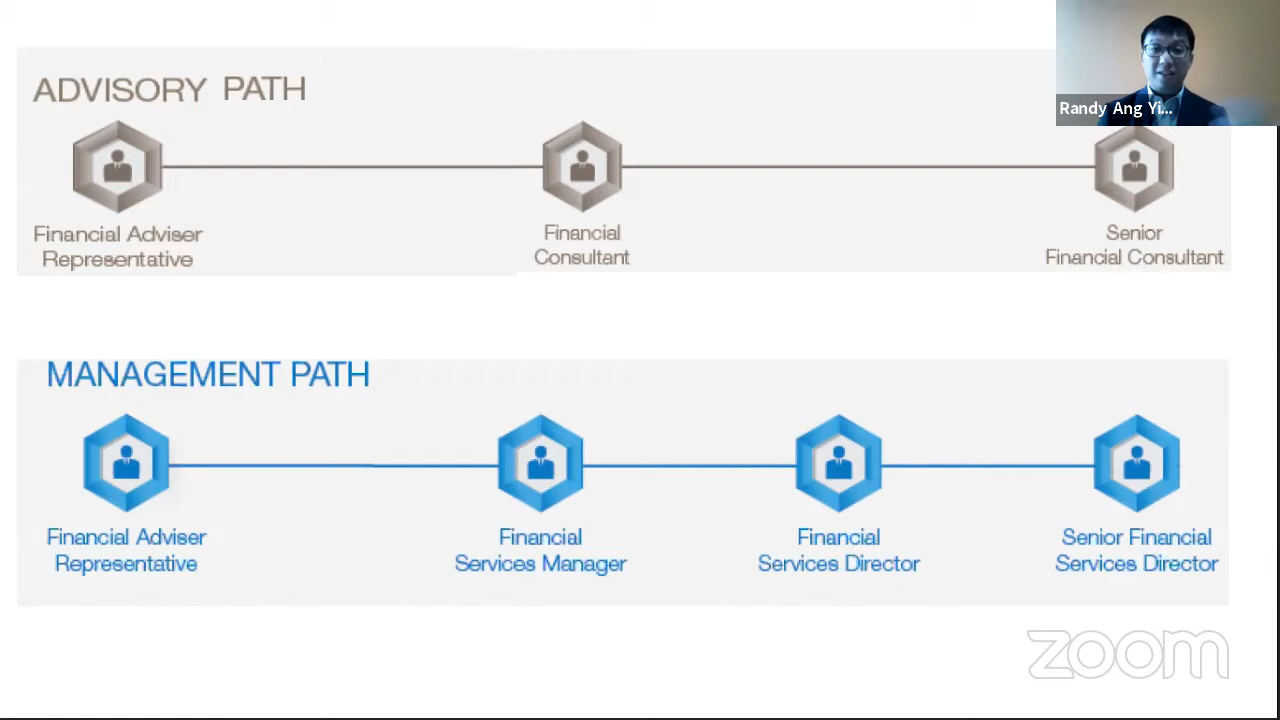 ADVISORY PATH
Randy Ang Yi...
Financial Adviser
Representative
Financial
Consultant
Senior
Financial Consultant
MANAGEMENT PATH
Financial Adviser
Representative
Financial
Services Manager
Financial
Services Director
Senior Financial
Services Director
zoom